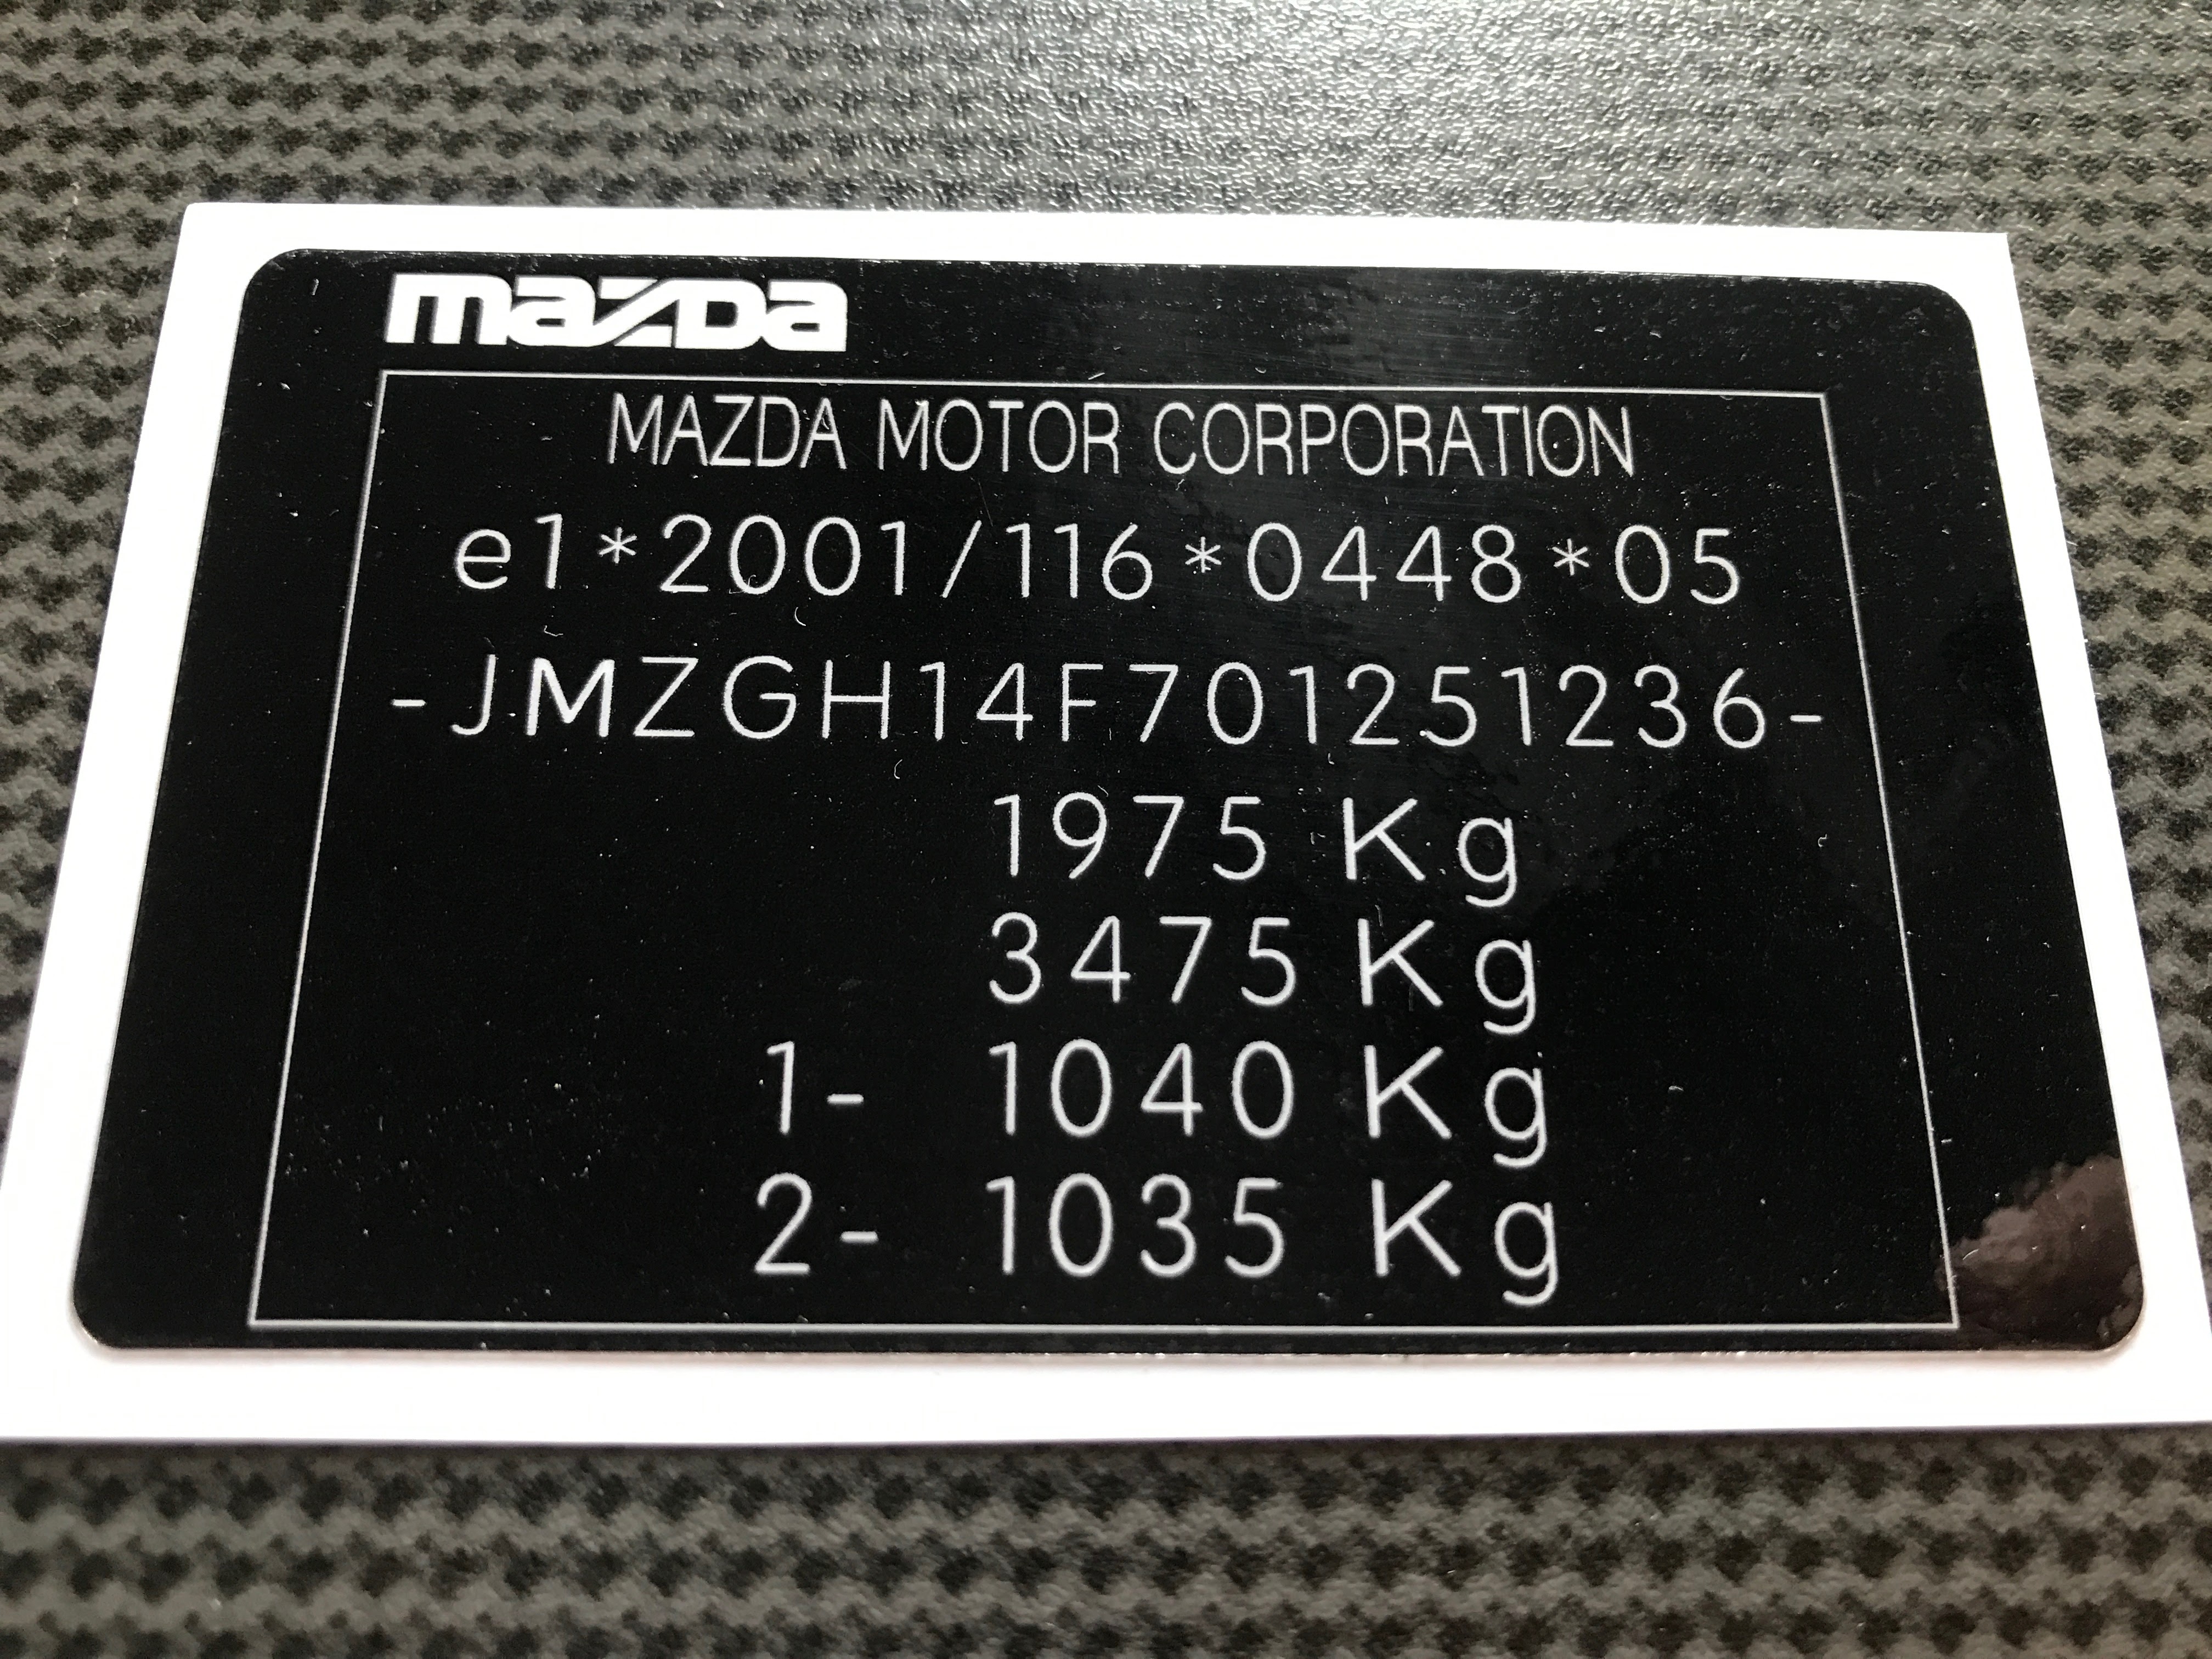 mazda
MAZDA MOTOR CORPORATION
e1*2001/116*0448*05
-JMZGH14F701251236-
1975 Kg
3475 Kg
1- 1040 Kg
2- 1035 Kg